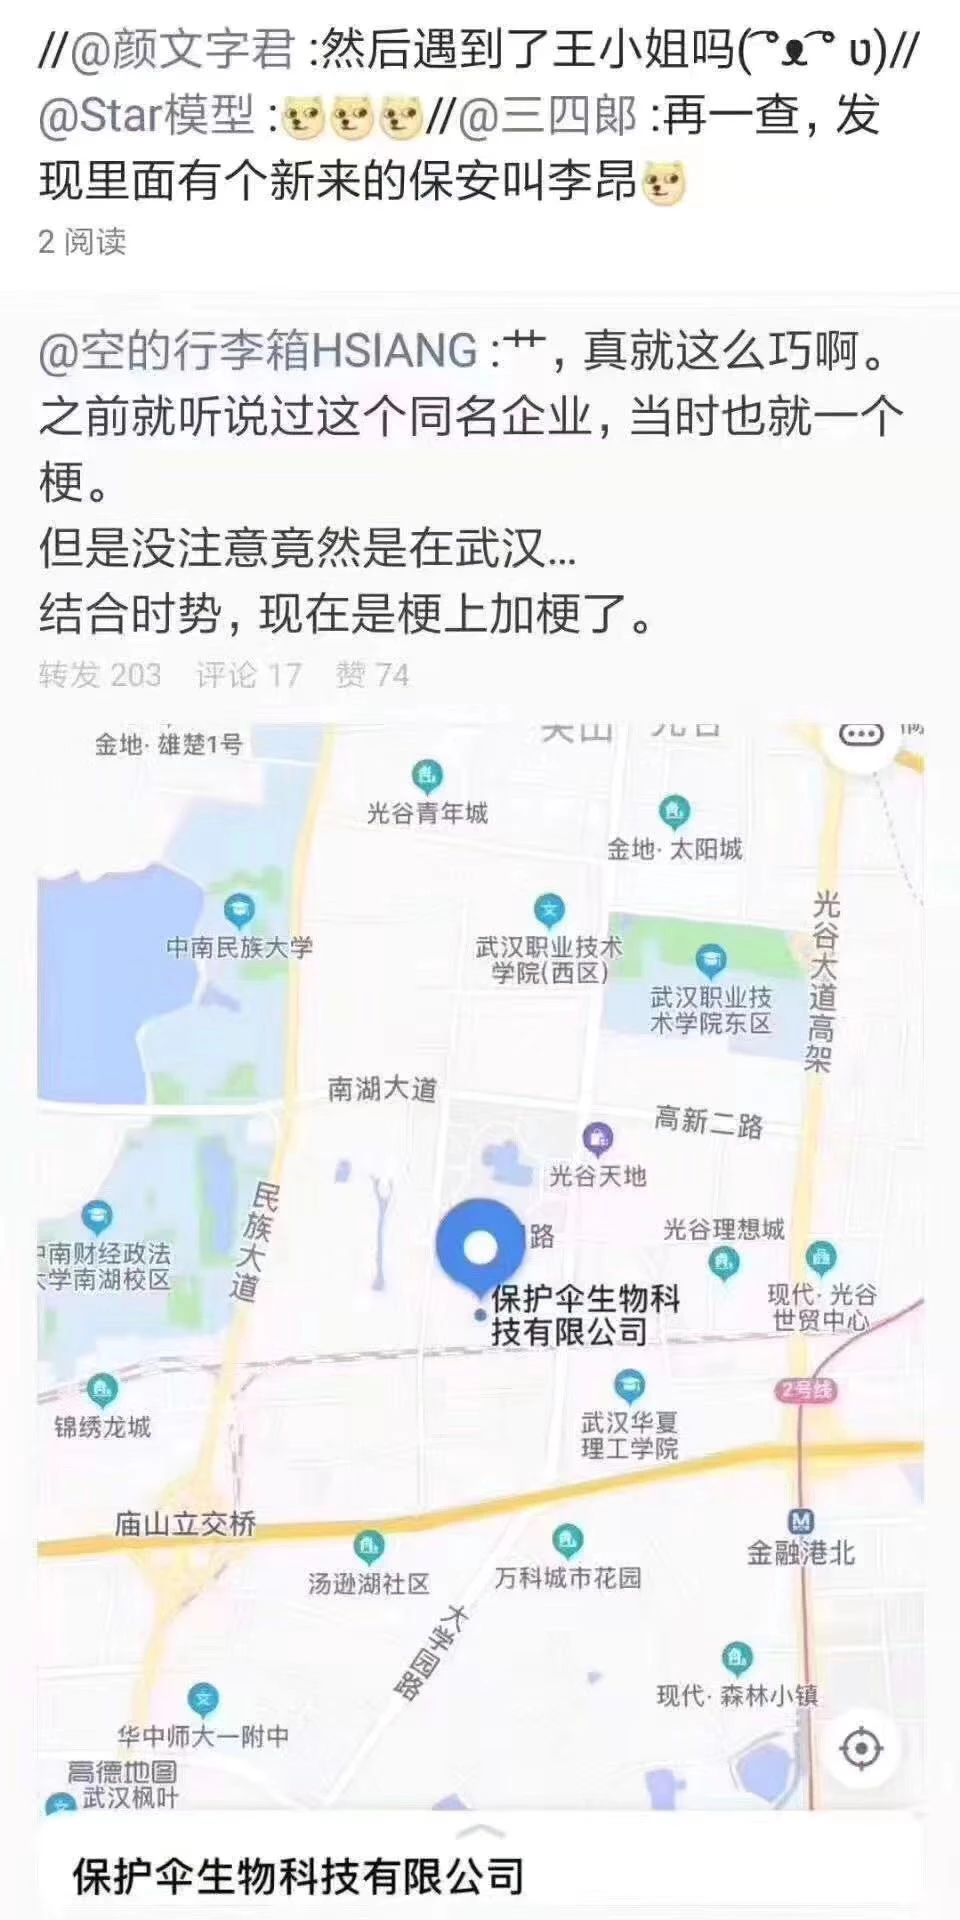 //@颜文字君 :然后遇到了王小姐吗( ͡° ᴥ ͡° ʋ)//
@Star模型 ://@三四郎 :再一查，发
现里面有个新来的保安叫李昂
2 阅读
@空的行李箱HSIANG :艹，真就这么巧啊。
之前就听说过这个同名企业，当时也就一个
梗。
但是没注意竟然是在武汉...
结合时势，现在是梗上加梗了。
转发 203 评论 17 赞 74
金地·雄楚1号
光谷青年城
金地·太阳城
中南民族大学
武汉职业技术
学院(西区)
武汉职业技
术学院东区
光谷大道高架
南湖大道
高新二路
光谷天地
民族大道
中南财经政法
大学南湖校区
路
光谷理想城
现代·光谷
世贸中心
保护伞生物科
技有限公司
2号线
锦绣龙城
武汉华夏
理工学院
庙山立交桥
汤逊湖社区
万科城市花园
金融港北
大学园路
现代·森林小镇
华中师大一附中
高德地图
武汉枫叶
保护伞生物科技有限公司